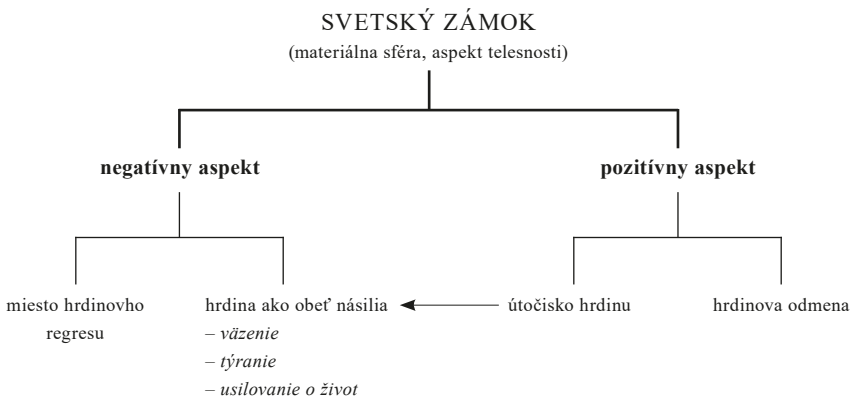 SVETSKÝ ZÁMOK
(materiálna sféra, aspekt telesnosti)
negatívny aspekt
pozitívny aspekt
miesto hrdinovho
regresu
hrdina ako obeť násilia
– väzenie
– týranie
– usilovanie o život
útočisko hrdinu
hrdinova odmena